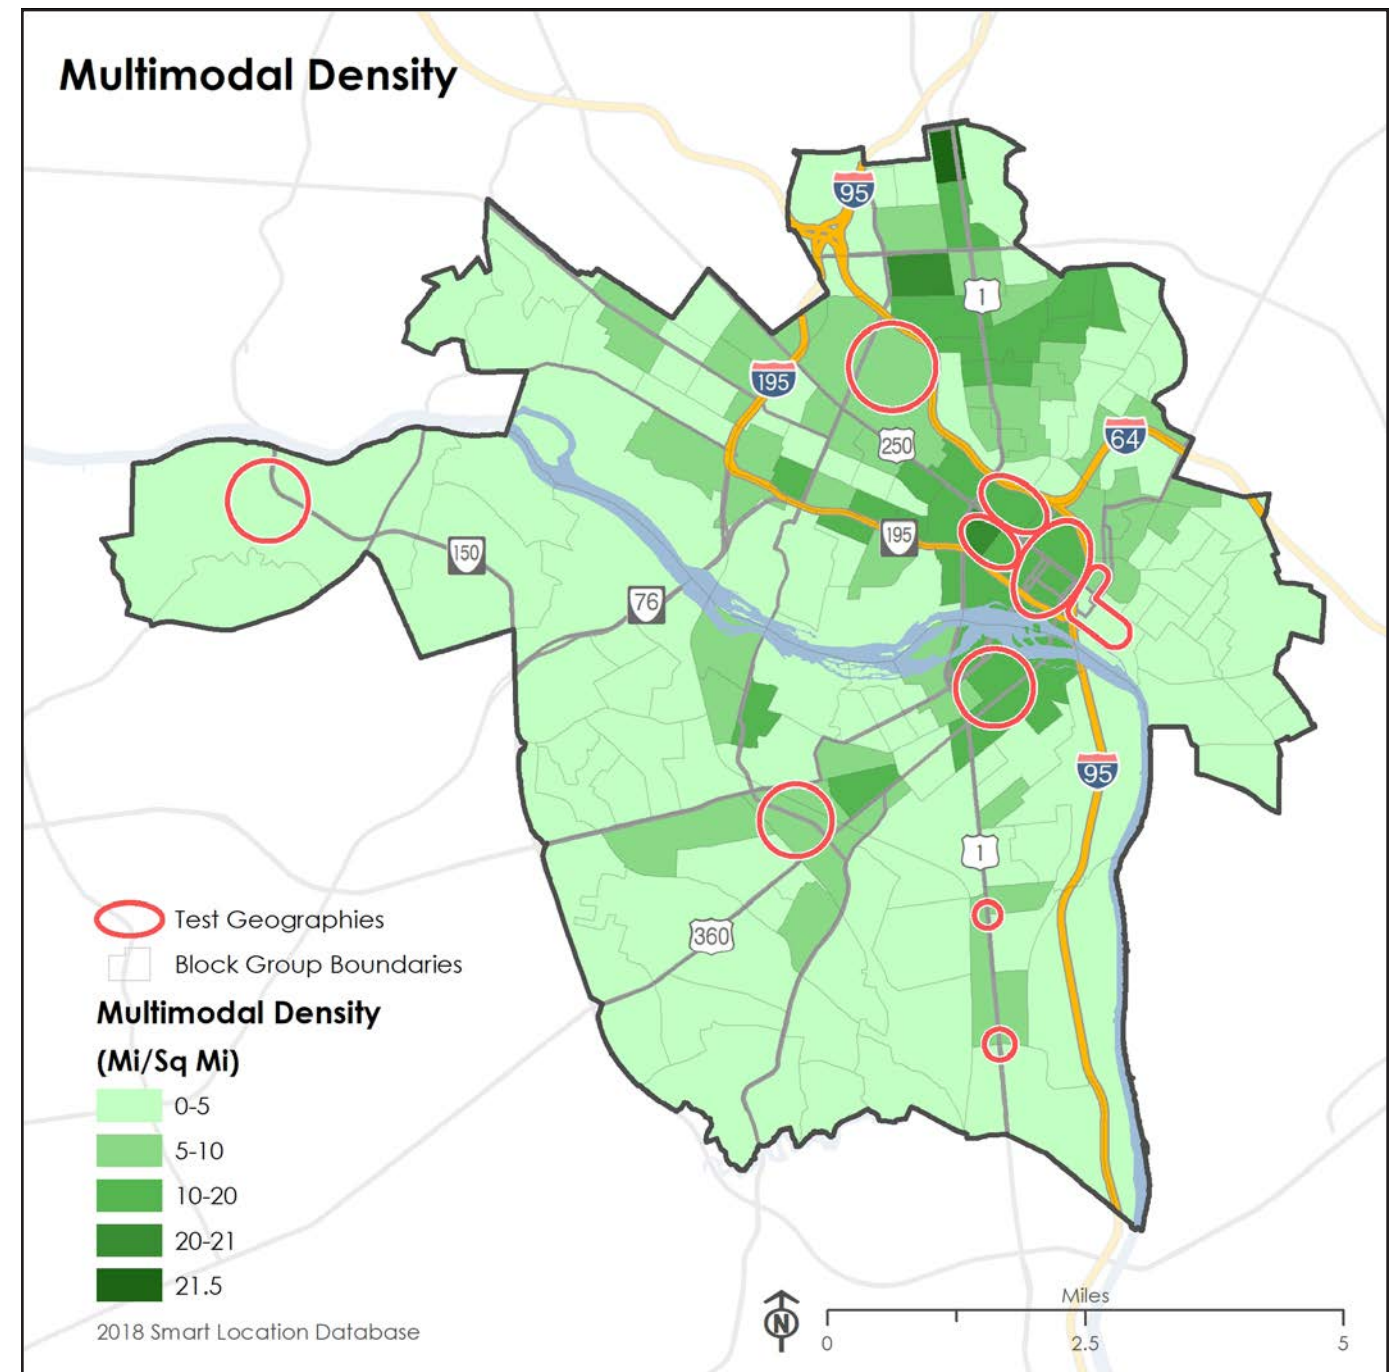 Multimodal Density
95
1
195
64
250
195
150
76
95
1
360
Test Geographies
Block Group Boundaries
Multimodal Density
(Mi/Sq Mi)
0-5
5-10
10-20
20-21
21.5
2018 Smart Location Database
N
Miles
0
2.5
5